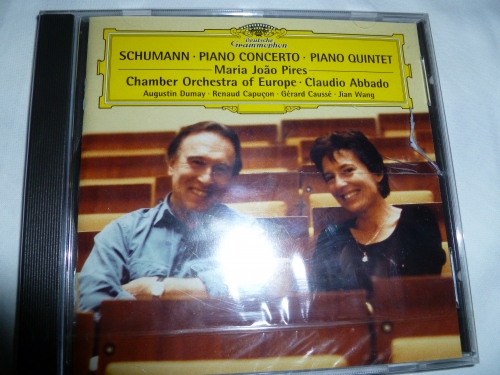 Deutsche
Grammophon
SCHUMANN · PIANO CONCERTO · PIANO QUINTET
Maria João Pires
Chamber Orchestra of Europe · Claudio Abbado
Augustin Dumay · Renaud Capuçon · Gérard Caussé · Jian Wang